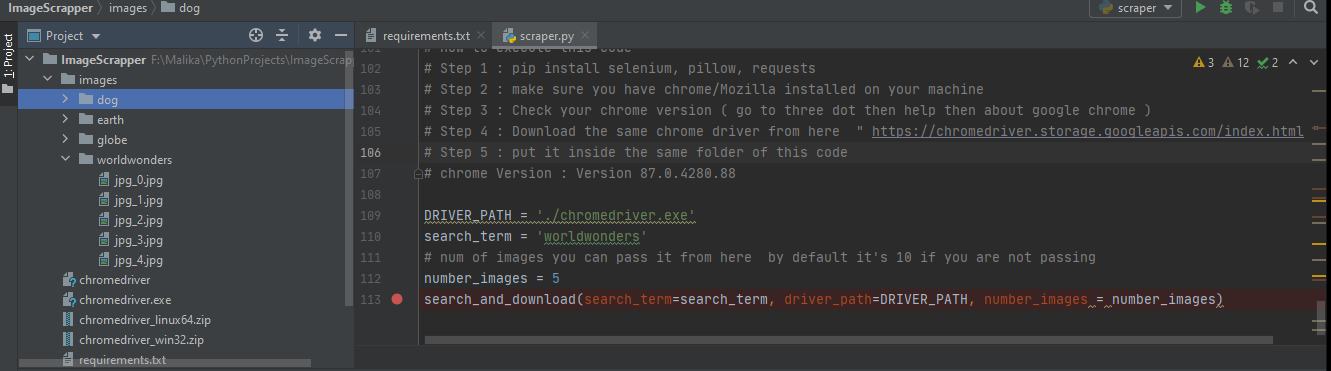 ImageScrapper > images > dog
scraper
Project
requirements.txt
scraper.py
1: Project
ImageScrapper F:\Malika\PythonProjects\ImageScrapp
images
dog
earth
globe
worldwonders
jpg_0.jpg
jpg_1.jpg
jpg_2.jpg
jpg_3.jpg
jpg_4.jpg
chromedriver
chromedriver.exe
chromedriver_linux64.zip
chromedriver_win32.zip
requirements.txt
3 12 2
102 # Step 1 : pip install selenium, pillow, requests
103 # Step 2 : make sure you have chrome/Mozilla installed on your machine
104 # Step 3 : Check your chrome version ( go to three dot then help then about google chrome )
105 # Step 4 : Download the same chrome driver from here " https://chromedriver.storage.googleapis.com/index.html
106 # Step 5 : put it inside the same folder of this code
107 # chrome Version : Version 87.0.4280.88
108
109 DRIVER_PATH = './chromedriver.exe'
110 search_term = 'worldwonders'
111 # num of images you can pass it from here by default it's 10 if you are not passing
112 number_images = 5
113 search_and_download(search_term=search_term, driver_path=DRIVER_PATH, number_images = number_images)